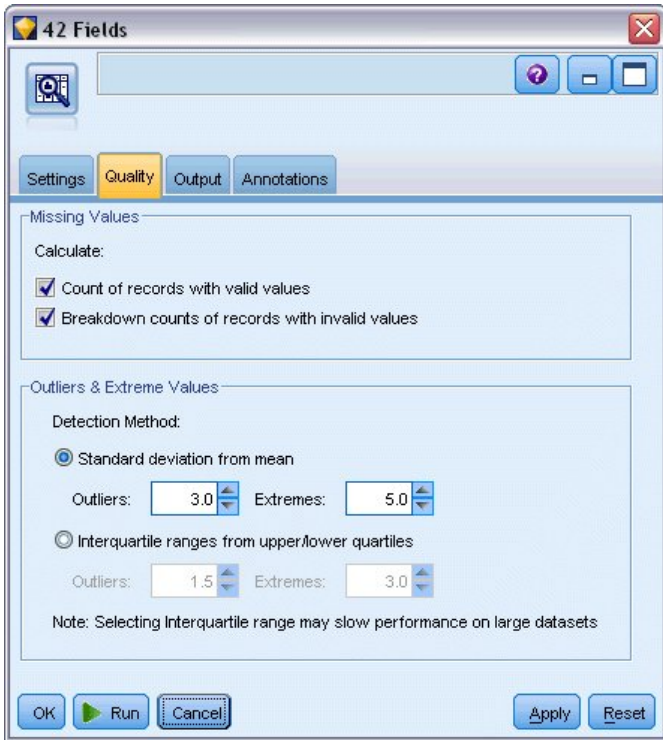 42 Fields
Settings Quality Output Annotations
Missing Values
Calculate:
Count of records with valid values
Breakdown counts of records with invalid values
Outliers & Extreme Values
Detection Method:
Standard deviation from mean
Outliers: 3.0 Extremes: 5.0
Interquartile ranges from upper/lower quartiles
Outliers: 1.5 Extremes: 3.0
Note: Selecting Interquartile range may slow performance on large datasets
OK Run Cancel Apply Reset